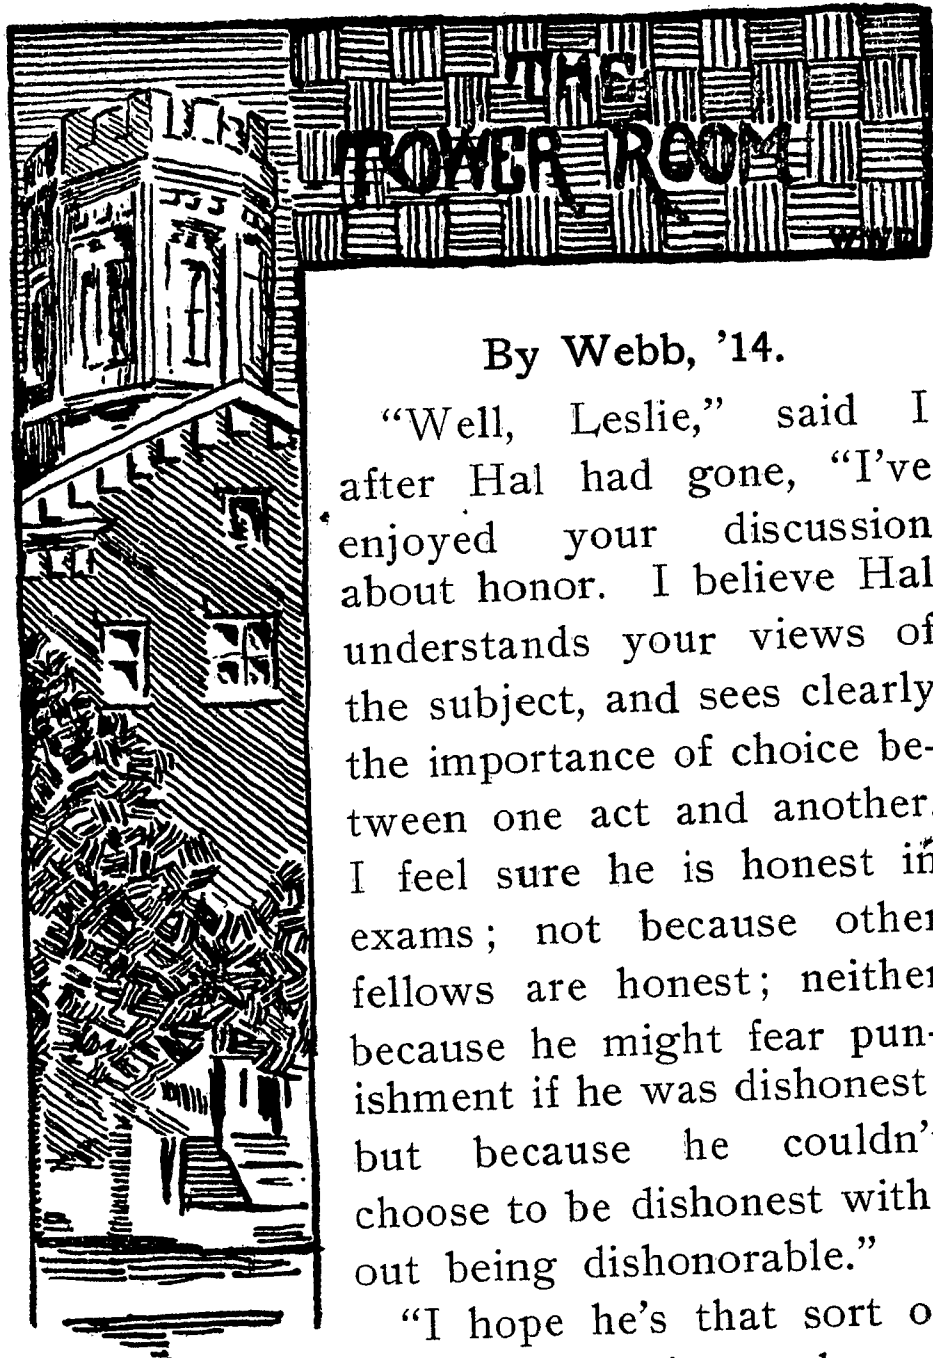 THE
TOWER ROOM
By Webb, '14.
"Well, Leslie," said I
after Hal had gone, "I've
enjoyed your discussion
about honor. I believe Hal
understands your views of
the subject, and sees clearly
the importance of choice be-
tween one act and another.
I feel sure he is honest in
exams; not because other
fellows are honest; neither
because he might fear pun-
ishment if he was dishonest
but because he couldn'
choose to be dishonest with
out being dishonorable."
"I hope he's that sort o